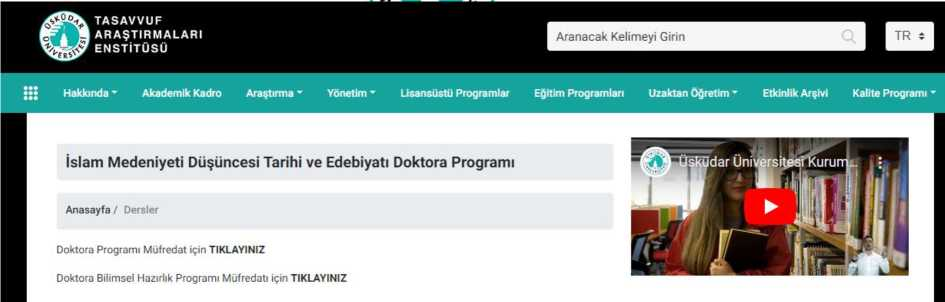 ÜSKÜDAR ÜNİVERSİTESİ
TASAVVUF
ARAŞTIRMALARI
ENSTİTÜSÜ
Aranacak Kelimeyi Girin
TR
Hakkında
Akademik Kadro
Araştırma
Yönetim
Lisansüstü Programlar
Eğitim Programları
Uzaktan Öğretim
Etkinlik Arşivi
Kalite Programı
İslam Medeniyeti Düşüncesi Tarihi ve Edebiyatı Doktora Programı
Üsküdar Üniversitesi Kurum...
Anasayfa / Dersler
Doktora Programı Müfredat için TIKLAYINIZ
Doktora Bilimsel Hazırlık Programı Müfredatı için TIKLAYINIZ